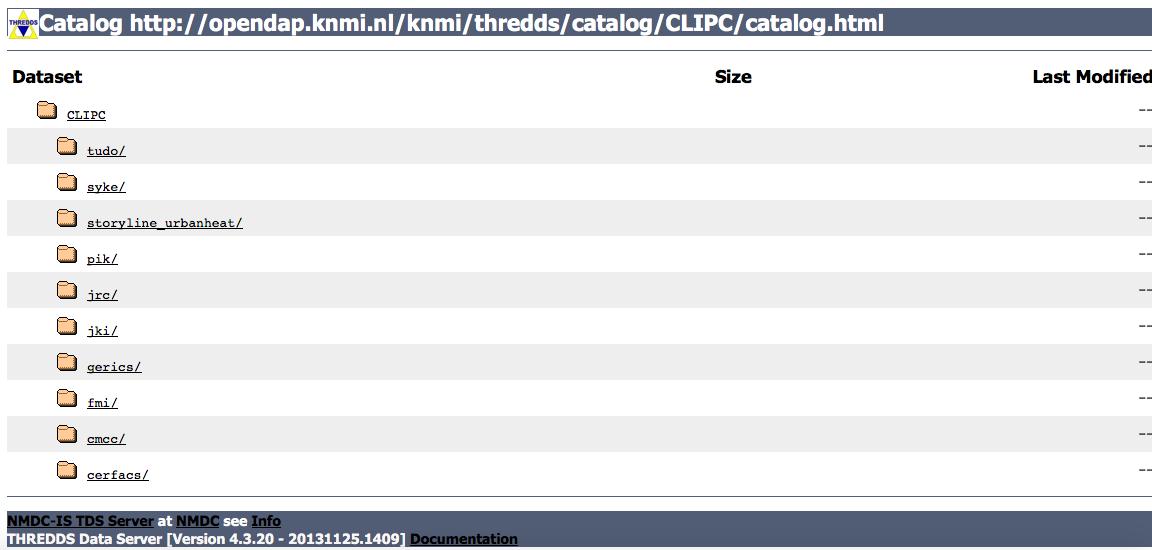 THREDDS
Catalog http://opendap.knmi.nl/knmi/thredds/catalog/CLIPC/catalog.html
Dataset Size Last Modified
CLIPC --
tudo/ --
syke/ --
storyline_urbanheat/ --
pik/ --
jrc/ --
jki/ --
gerics/ --
fmi/ --
cmcc/ --
cerfacs/ --
NMDC-IS TDS Server at NMDC see Info
THREDDS Data Server [Version 4.3.20 - 20131125.1409] Documentation